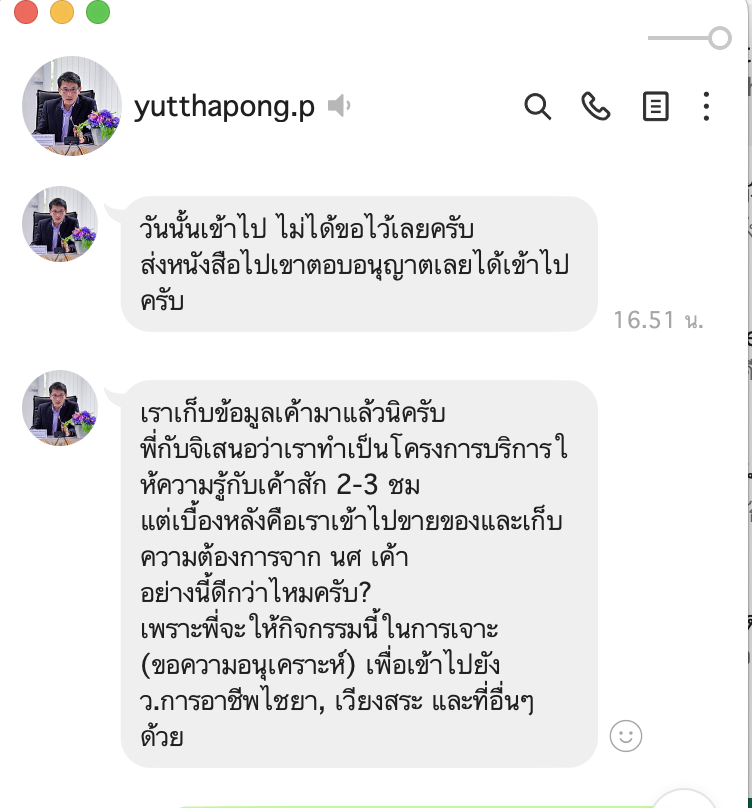 yutthapong.p
วันนั้นเข้าไป ไม่ได้ขอไว้เลยครับ
ส่งหนังสือไปเขาตอบอนุญาตเลยได้เข้าไป
ครับ
16.51 น.
เราเก็บข้อมูลเค้ามาแล้วนิครับ
พี่กับจิเสนอว่าเราทำเป็นโครงการบริการใ
ห้ความรู้กับเค้าสัก 2-3 ชม
แต่เบื้องหลังคือเราเข้าไปขายของและเก็บ
ความต้องการจาก นศ เค้า
อย่างนี้ดีกว่าไหมครับ?
เพราะพี่จะให้กิจกรรมนี้ในการเจาะ
(ขอความอนุเคราะห์) เพื่อเข้าไปยัง
ว.การอาชีพไชยา, เวียงสระ และที่อื่นๆ
ด้วย